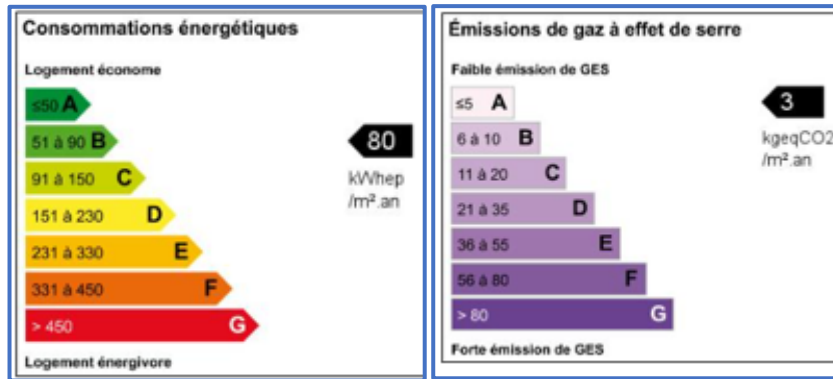 Consommations énergétiques
Logement économe
≤50 A
51 à 90 B
80
91 à 150 C
kWhep
/m².an
151 à 230 D
231 à 330 E
331 à 450 F
> 450 G
Logement énergivore
Émissions de gaz à effet de serre
Faible émission de GES
≤5 A
3
6 à 10 B
kgeqCO2
/m².an
11 à 20 C
21 à 35 D
36 à 55 E
56 à 80 F
> 80 G
Forte émission de GES